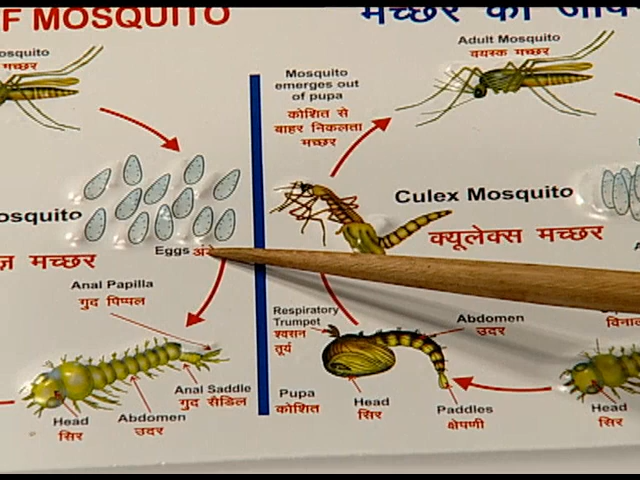 F MOSQUITO
मच्छर का
Mosquito
मच्छर
Mosquito
emerges out
of pupa
कोशित से
बाहर निकलता
मच्छर
Adult Mosquito
वयस्क मच्छर
osquito
मच्छर
Eggs
Culex Mosquito
क्यूलेक्स मच्छर
Anal Papilla
गुद पिप्पल
Anal Saddle
गुद सैडिल
Head
सिर
Abdomen
उदर
Respiratory
Trumpet
श्वसन
तूर्य
Abdomen
उदर
Pupa
कोशित
Head
सिर
Paddles
क्षेपणी
Head
सिर